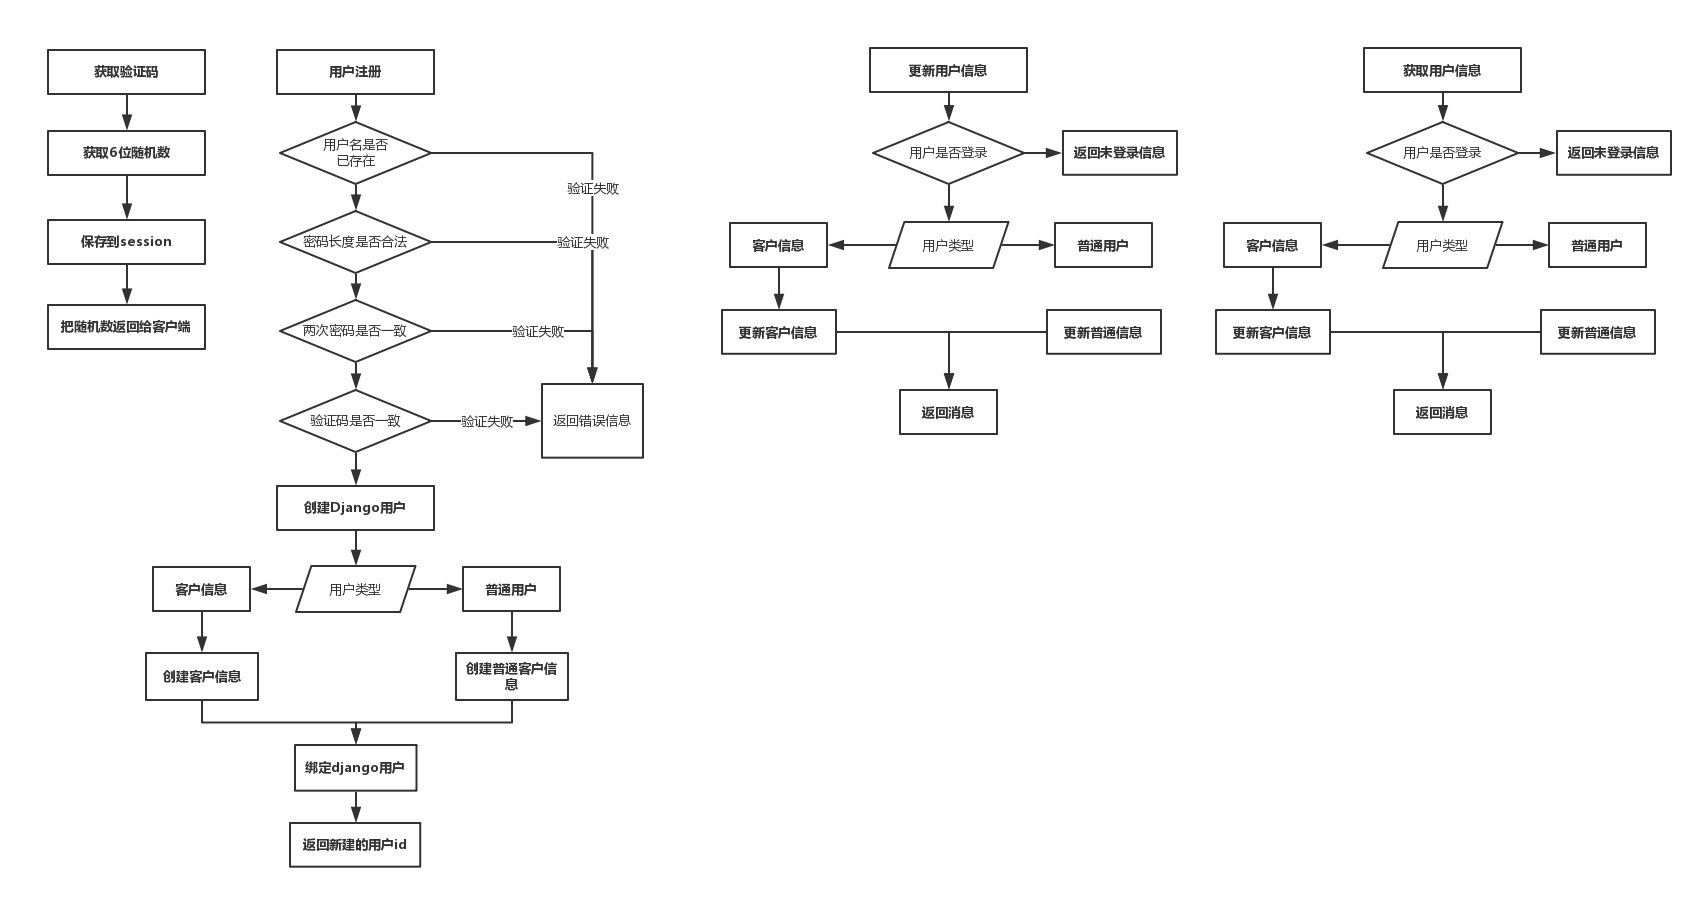 获取验证码
获取6位随机数
保存到session
把随机数返回给客户端
用户注册
用户名是否
已存在
验证失败
密码长度是否合法
验证失败
两次密码是否一致
验证失败
验证码是否一致
验证失败
返回错误信息
创建Django用户
客户信息
用户类型
普通用户
创建客户信息
创建普通客户信
息
绑定django用户
返回新建的用户id
更新用户信息
用户是否登录
返回未登录信息
客户信息
用户类型
普通用户
更新客户信息
更新普通信息
返回消息
获取用户信息
用户是否登录
返回未登录信息
客户信息
用户类型
普通用户
更新客户信息
更新普通信息
返回消息